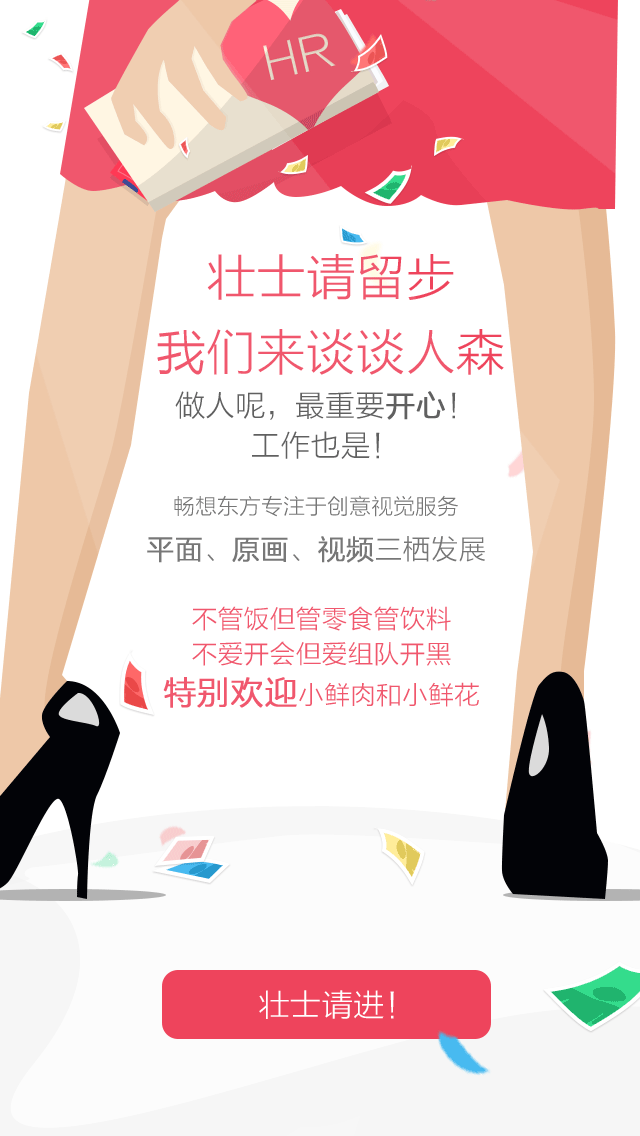 HR
壮士请留步
我们来谈谈人森
做人呢，最重要开心！
工作也是！
畅想东方专注于创意视觉服务
平面、原画、视频三栖发展
不管饭但管零食管饮料
不爱开会但爱组队开黑
特别欢迎小鲜肉和小鲜花
壮士请进！